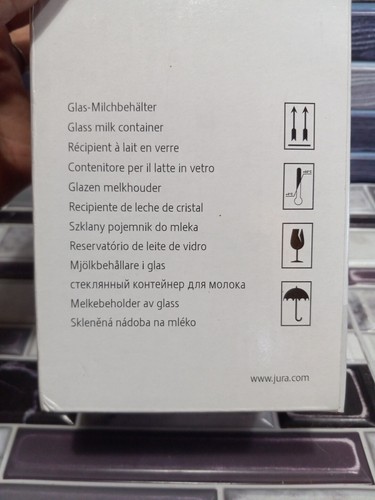 Glas-Milchbehälter
Glass milk container
Récipient à lait en verre
Contenitore per il latte in vetro
Glazen melkhouder
Recipiente de leche de cristal
Szklany pojemnik do mleka
Reservatório de leite de vidro
Mjölkbehållare i glas
стеклянный контейнер для молока
Melkebeholder av glass
Skleněná nádoba na mléko
www.jura.com